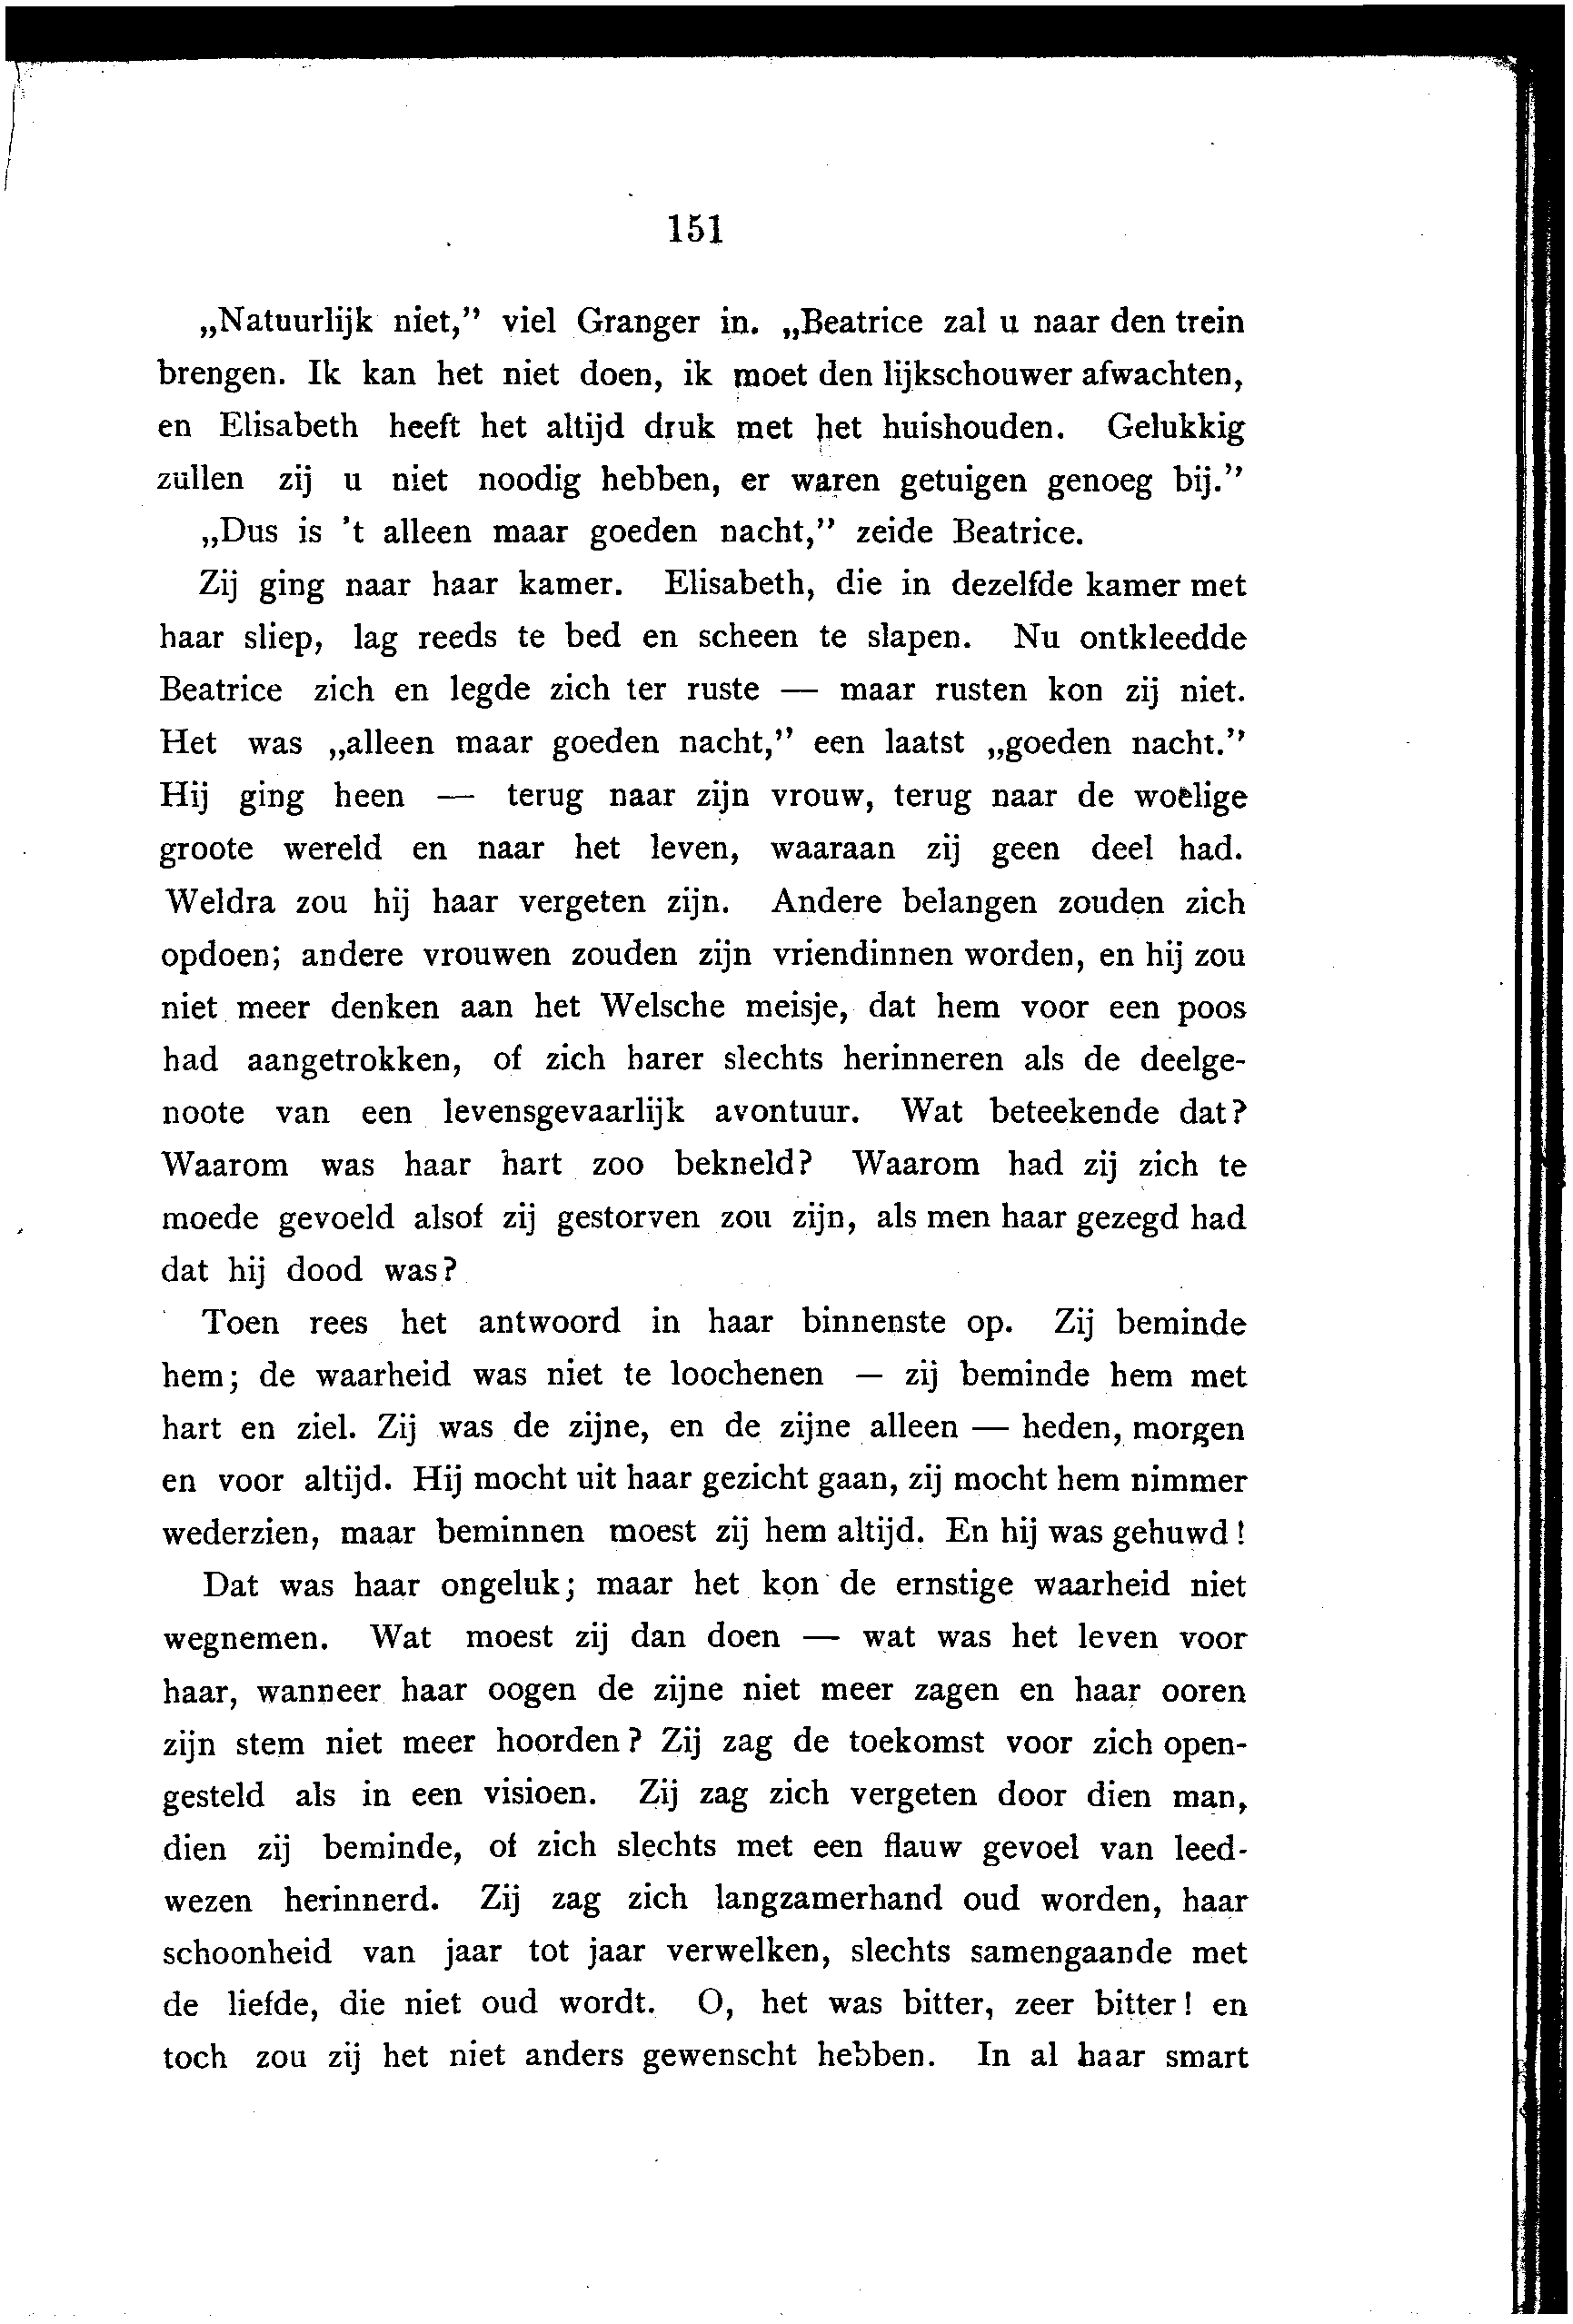 151
„Natuurlijk niet,” viel Granger in. „Beatrice zal u naar den trein
brengen. Ik kan het niet doen, ik moet den lijkschouwer afwachten,
en Elisabeth heeft het altijd druk met het huishouden. Gelukkig
zullen zij u niet noodig hebben, er waren getuigen genoeg bij.”
„Dus is 't alleen maar goeden nacht,” zeide Beatrice.
Zij ging naar haar kamer. Elisabeth, die in dezelfde kamer met
haar sliep, lag reeds te bed en scheen te slapen. Nu ontkleedde
Beatrice zich en legde zich ter ruste — maar rusten kon zij niet.
Het was „alleen maar goeden nacht,” een laatst „goeden nacht.”
Hij ging heen — terug naar zijn vrouw, terug naar de woelige
groote wereld en naar het leven, waaraan zij geen deel had.
Weldra zou hij haar vergeten zijn. Andere belangen zouden zich
opdoen; andere vrouwen zouden zijn vriendinnen worden, en hij zou
niet meer denken aan het Welsche meisje, dat hem voor een poos
had aangetrokken, of zich harer slechts herinneren als de deelge-
noote van een levensgevaarlijk avontuur. Wat beteekende dat?
Waarom was haar hart zoo bekneld? Waarom had zij zich te
moede gevoeld alsof zij gestorven zou zijn, als men haar gezegd had
dat hij dood was?
Toen rees het antwoord in haar binnenste op. Zij beminde
hem; de waarheid was niet te loochenen — zij beminde hem met
hart en ziel. Zij was de zijne, en de zijne alleen — heden, morgen
en voor altijd. Hij mocht uit haar gezicht gaan, zij mocht hem nimmer
wederzien, maar beminnen moest zij hem altijd. En hij was gehuwd!
Dat was haar ongeluk; maar het kon de ernstige waarheid niet
wegnemen. Wat moest zij dan doen — wat was het leven voor
haar, wanneer haar oogen de zijne niet meer zagen en haar ooren
zijn stem niet meer hoorden? Zij zag de toekomst voor zich open-
gesteld als in een visioen. Zij zag zich vergeten door dien man,
dien zij beminde, of zich slechts met een flauw gevoel van leed-
wezen herinnerd. Zij zag zich langzamerhand oud worden, haar
schoonheid van jaar tot jaar verwelken, slechts samengaande met
de liefde, die niet oud wordt. O, het was bitter, zeer bitter! en
toch zou zij het niet anders gewenscht hebben. In al haar smart